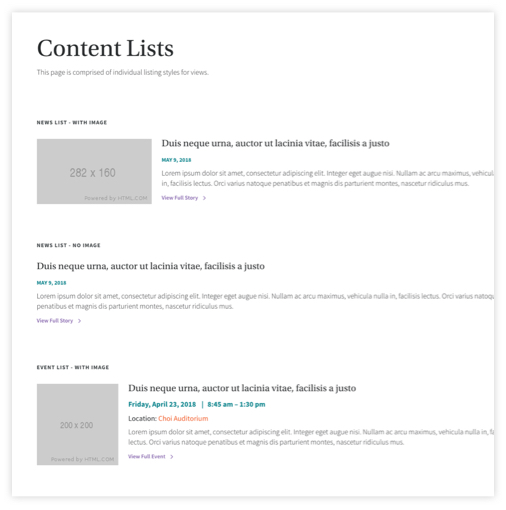 Content Lists
This page is comprised of individual listing styles for views.
NEWS LIST - WITH IMAGE
282 x 160
Powered by HTML.COM
Duis neque urna, auctor ut lacinia vitae, facilisis a justo
MAY 9, 2018
Lorem ipsum dolor sit amet, consectetur adipiscing elit. Integer eget augue nisi. Nullam ac arcu maximus,
in, facilisis lectus. Orci varius natoque penatibus et magnis dis parturient montes, nascetur ridiculus mus.
View Full Story >
NEWS LIST - NO IMAGE
Duis neque urna, auctor ut lacinia vitae, facilisis a justo
MAY 9, 2018
Lorem ipsum dolor sit amet, consectetur adipiscing elit. Integer eget augue nisi. Nullam ac arcu maximus, vehicula nulla in, facilisis lectus. Orci varius
penatibus et magnis dis parturient montes, nascetur ridiculus mus.
View Full Story >
EVENT LIST - WITH IMAGE
200 x 200
Powered by HTML.COM
Duis neque urna, auctor ut lacinia vitae, facilisis a justo
Friday, April 23, 2018 | 8:45 am – 1:30 pm
Location: Choi Auditorium
Lorem ipsum dolor sit amet, consectetur adipiscing elit. Integer eget augue nisi. Nullam ac arcu maximus, vehicula nulla in,
lectus. Orci varius natoque penatibus et magnis dis parturient montes, nascetur ridiculus mus.
View Full Event >